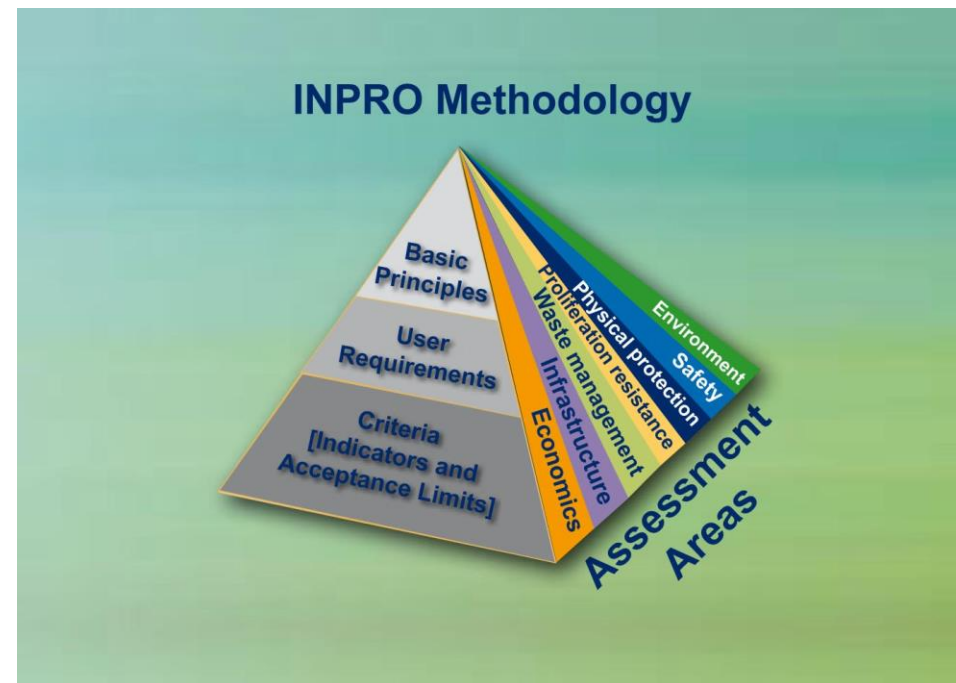 INPRO Methodology
Basic
Principles
User
Requirements
Criteria
[Indicators and
Acceptance Limits]
Economics
Infrastructure
Waste management
Proliferation resistance
Physical protection
Safety
Environment
Assessment
Areas